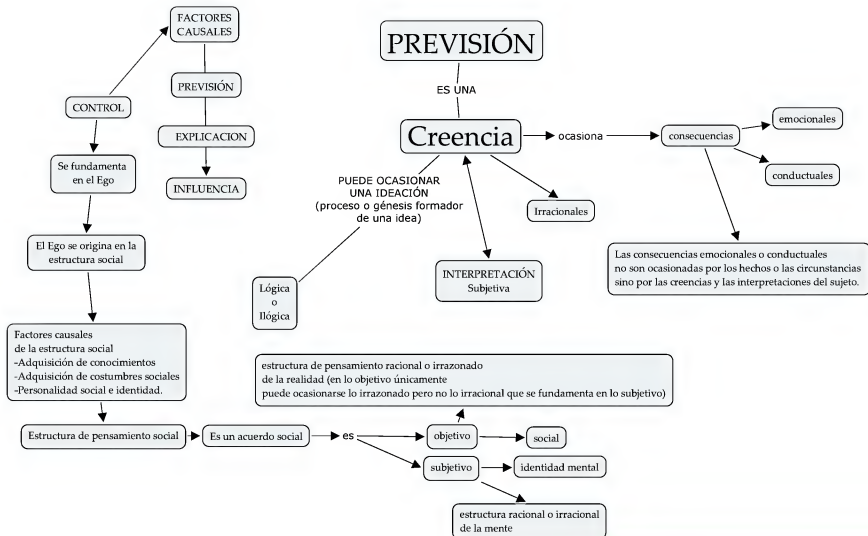 FACTORES
CAUSALES
PREVISIÓN
EXPLICACION
INFLUENCIA
CONTROL
Se fundamenta
en el Ego
El Ego se origina en la
estructura social
Factores causales
de la estructura social
-Adquisición de conocimientos
-Adquisición de costumbres sociales
-Personalidad social e identidad.
Estructura de pensamiento social
Es un acuerdo social
es
objetivo
social
subjetivo
identidad mental
estructura racional o irracional
de la mente
estructura de pensamiento racional o irrazonado
de la realidad (en lo objetivo únicamente
puede ocasionarse lo irrazonado pero no lo irracional que se fundamenta en lo subjetivo)
PREVISIÓN
ES UNA
Creencia
ocasiona
consecuencias
emocionales
conductuales
Las consecuencias emocionales o conductuales
no son ocasionadas por los hechos o las circunstancias
sino por las creencias y las interpretaciones del sujeto.
PUEDE OCASIONAR
UNA IDEACIÓN
(proceso o génesis formador
de una idea)
Lógica
o
Ilógica
INTERPRETACIÓN
Subjetiva
Irracionales